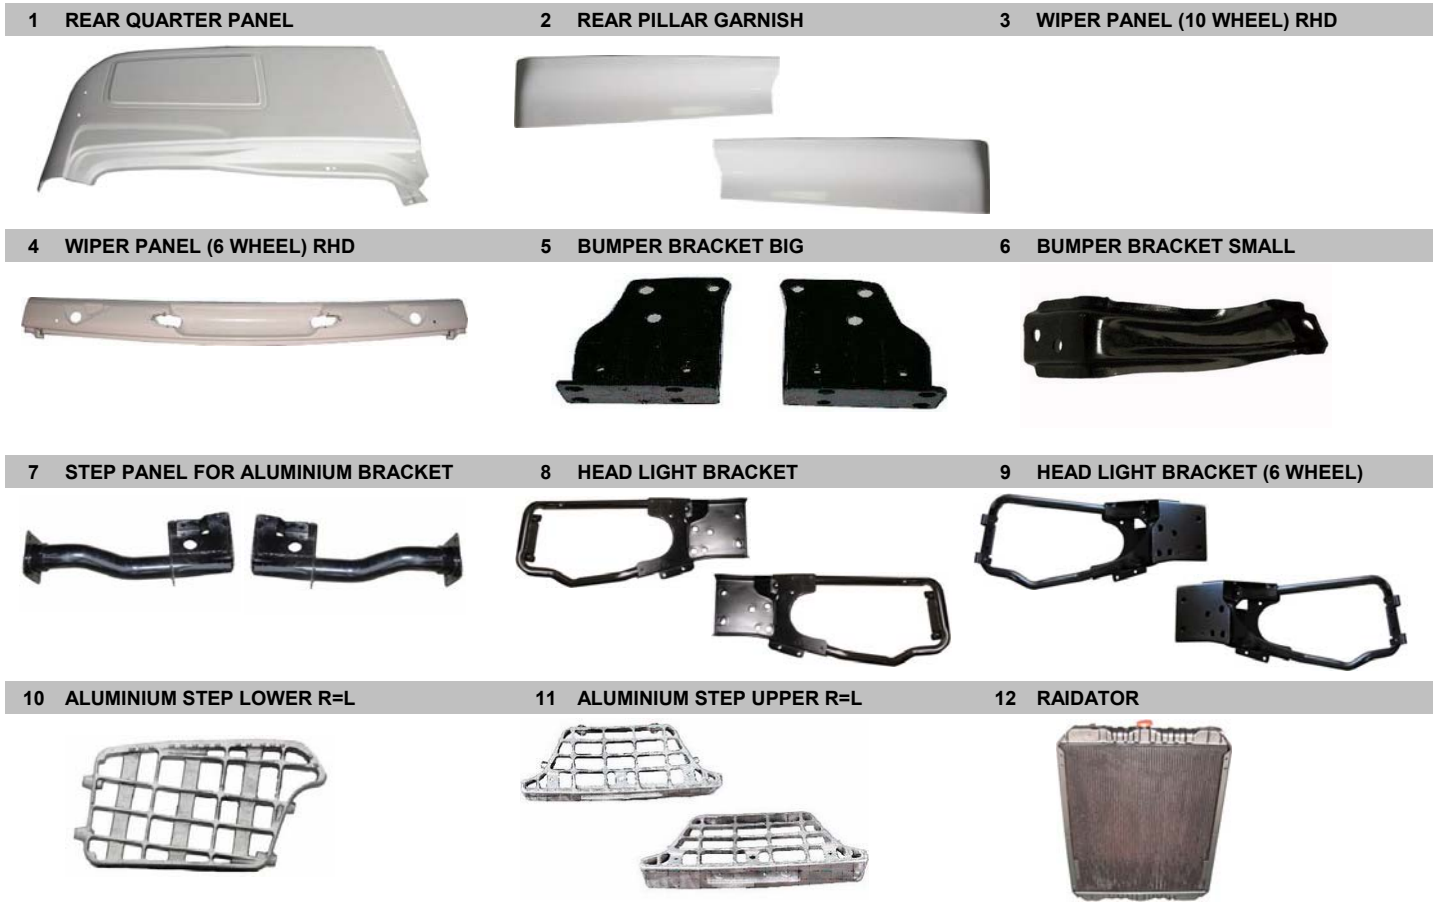 1 REAR QUARTER PANEL
2 REAR PILLAR GARNISH
3 WIPER PANEL (10 WHEEL) RHD
4 WIPER PANEL (6 WHEEL) RHD
5 BUMPER BRACKET BIG
6 BUMPER BRACKET SMALL
7 STEP PANEL FOR ALUMINIUM BRACKET
8 HEAD LIGHT BRACKET
9 HEAD LIGHT BRACKET (6 WHEEL)
10 ALUMINIUM STEP LOWER R=L
11 ALUMINIUM STEP UPPER R=L
12 RAIDATOR